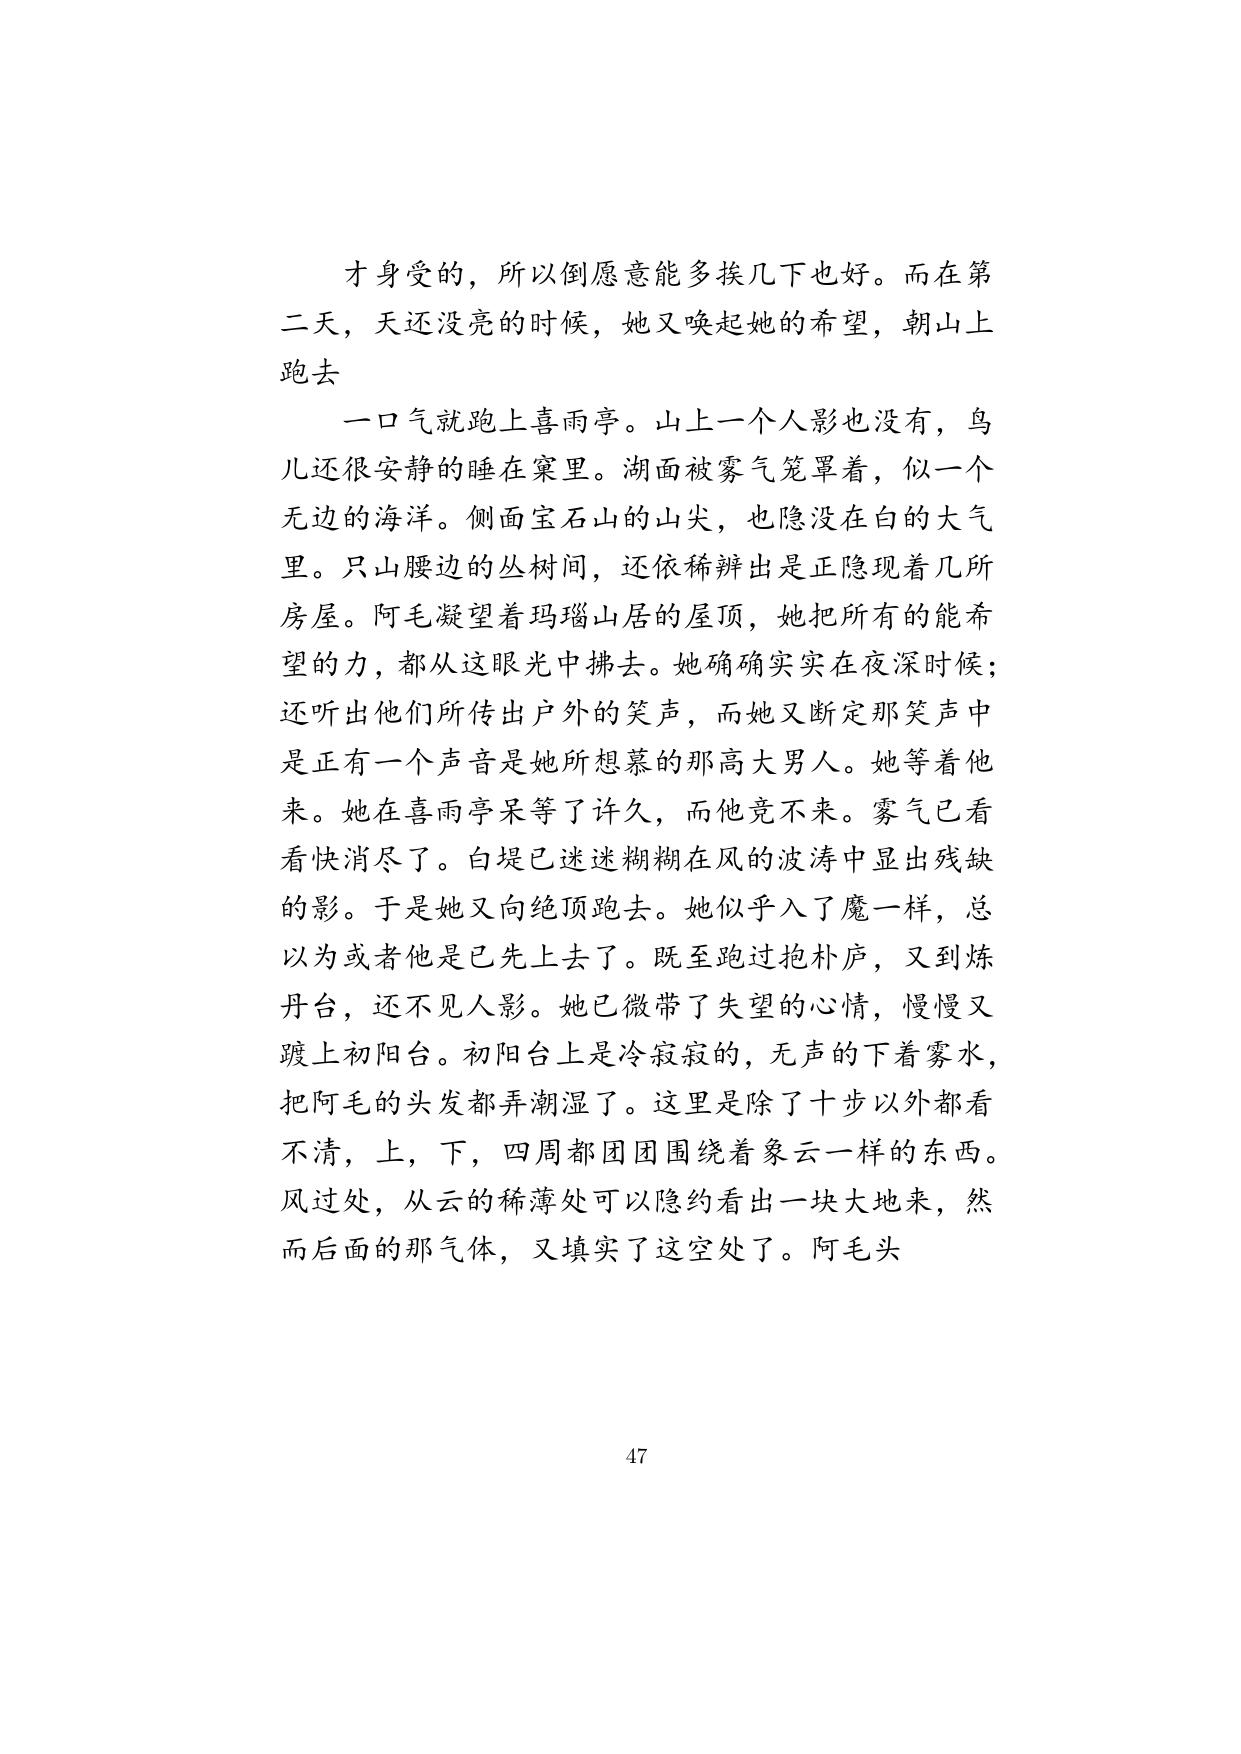 才身受的，所以倒愿意能多挨几下也好。而在第
二天，天还没亮的时候，她又唤起她的希望，朝山上
跑去
一口气就跑上喜雨亭。山上一个人影也没有，鸟
儿还很安静的睡在窠里。湖面被雾气笼罩着，似一个
无边的海洋。侧面宝石山的山尖，也隐没在白的大气
里。只山腰边的丛树间，还依稀辨出是正隐现着几所
房屋。阿毛凝望着玛瑙山居的屋顶，她把所有的能希
望的力，都从这眼光中拂去。她确确实实在夜深时候；
还听出他们所传出户外的笑声，而她又断定那笑声中
是正有一个声音是她所想慕的那高大男人。她等着他
来。她在喜雨亭呆等了许久，而他竞不来。雾气已看
看快消尽了。白堤已迷迷糊糊在风的波涛中显出残缺
的影。于是她又向绝顶跑去。她似乎入了魔一样，总
以为或者他是已先上去了。既至跑过抱朴庐，又到炼
丹台，还不见人影。她已微带了失望的心情，慢慢又
踱上初阳台。初阳台上是冷寂寂的，无声的下着雾水，
把阿毛的头发都弄潮湿了。这里是除了十步以外都看
不清，上，下，四周都团团围绕着象云一样的东西。
风过处，从云的稀薄处可以隐约看出一块大地来，然
而后面的那气体，又填实了这空处了。阿毛头
47